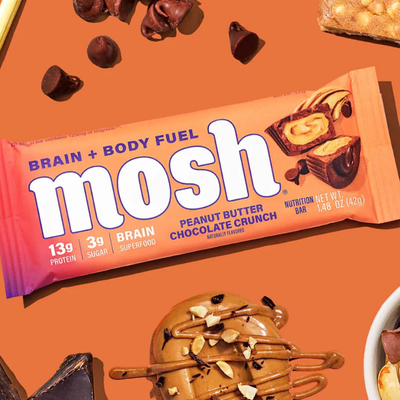 BRAIN + BODY FUEL
mosh®
PEANUT BUTTER
CHOCOLATE CRUNCH
NATURALLY FLAVORED
13g
PROTEIN
3g
SUGAR
BRAIN
SUPERFOOD
NUTRITION
BAR
NET WT.
1.48 OZ (42g)